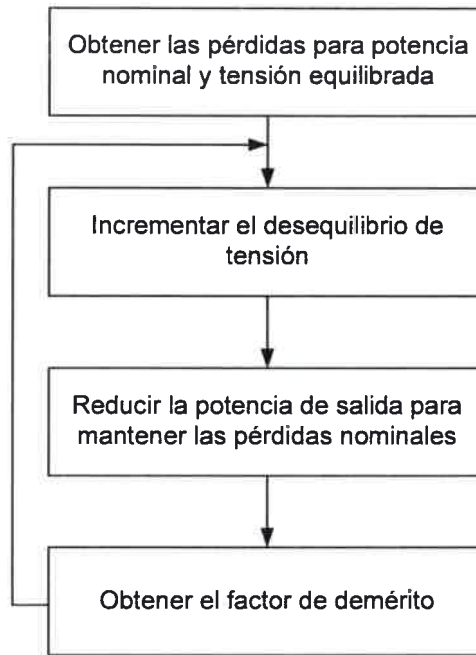 Obtener las pérdidas para potencia
nominal y tensión equilibrada
Incrementar el desequilibrio de
tensión
Reducir la potencia de salida para
mantener las pérdidas nominales
Obtener el factor de demérito